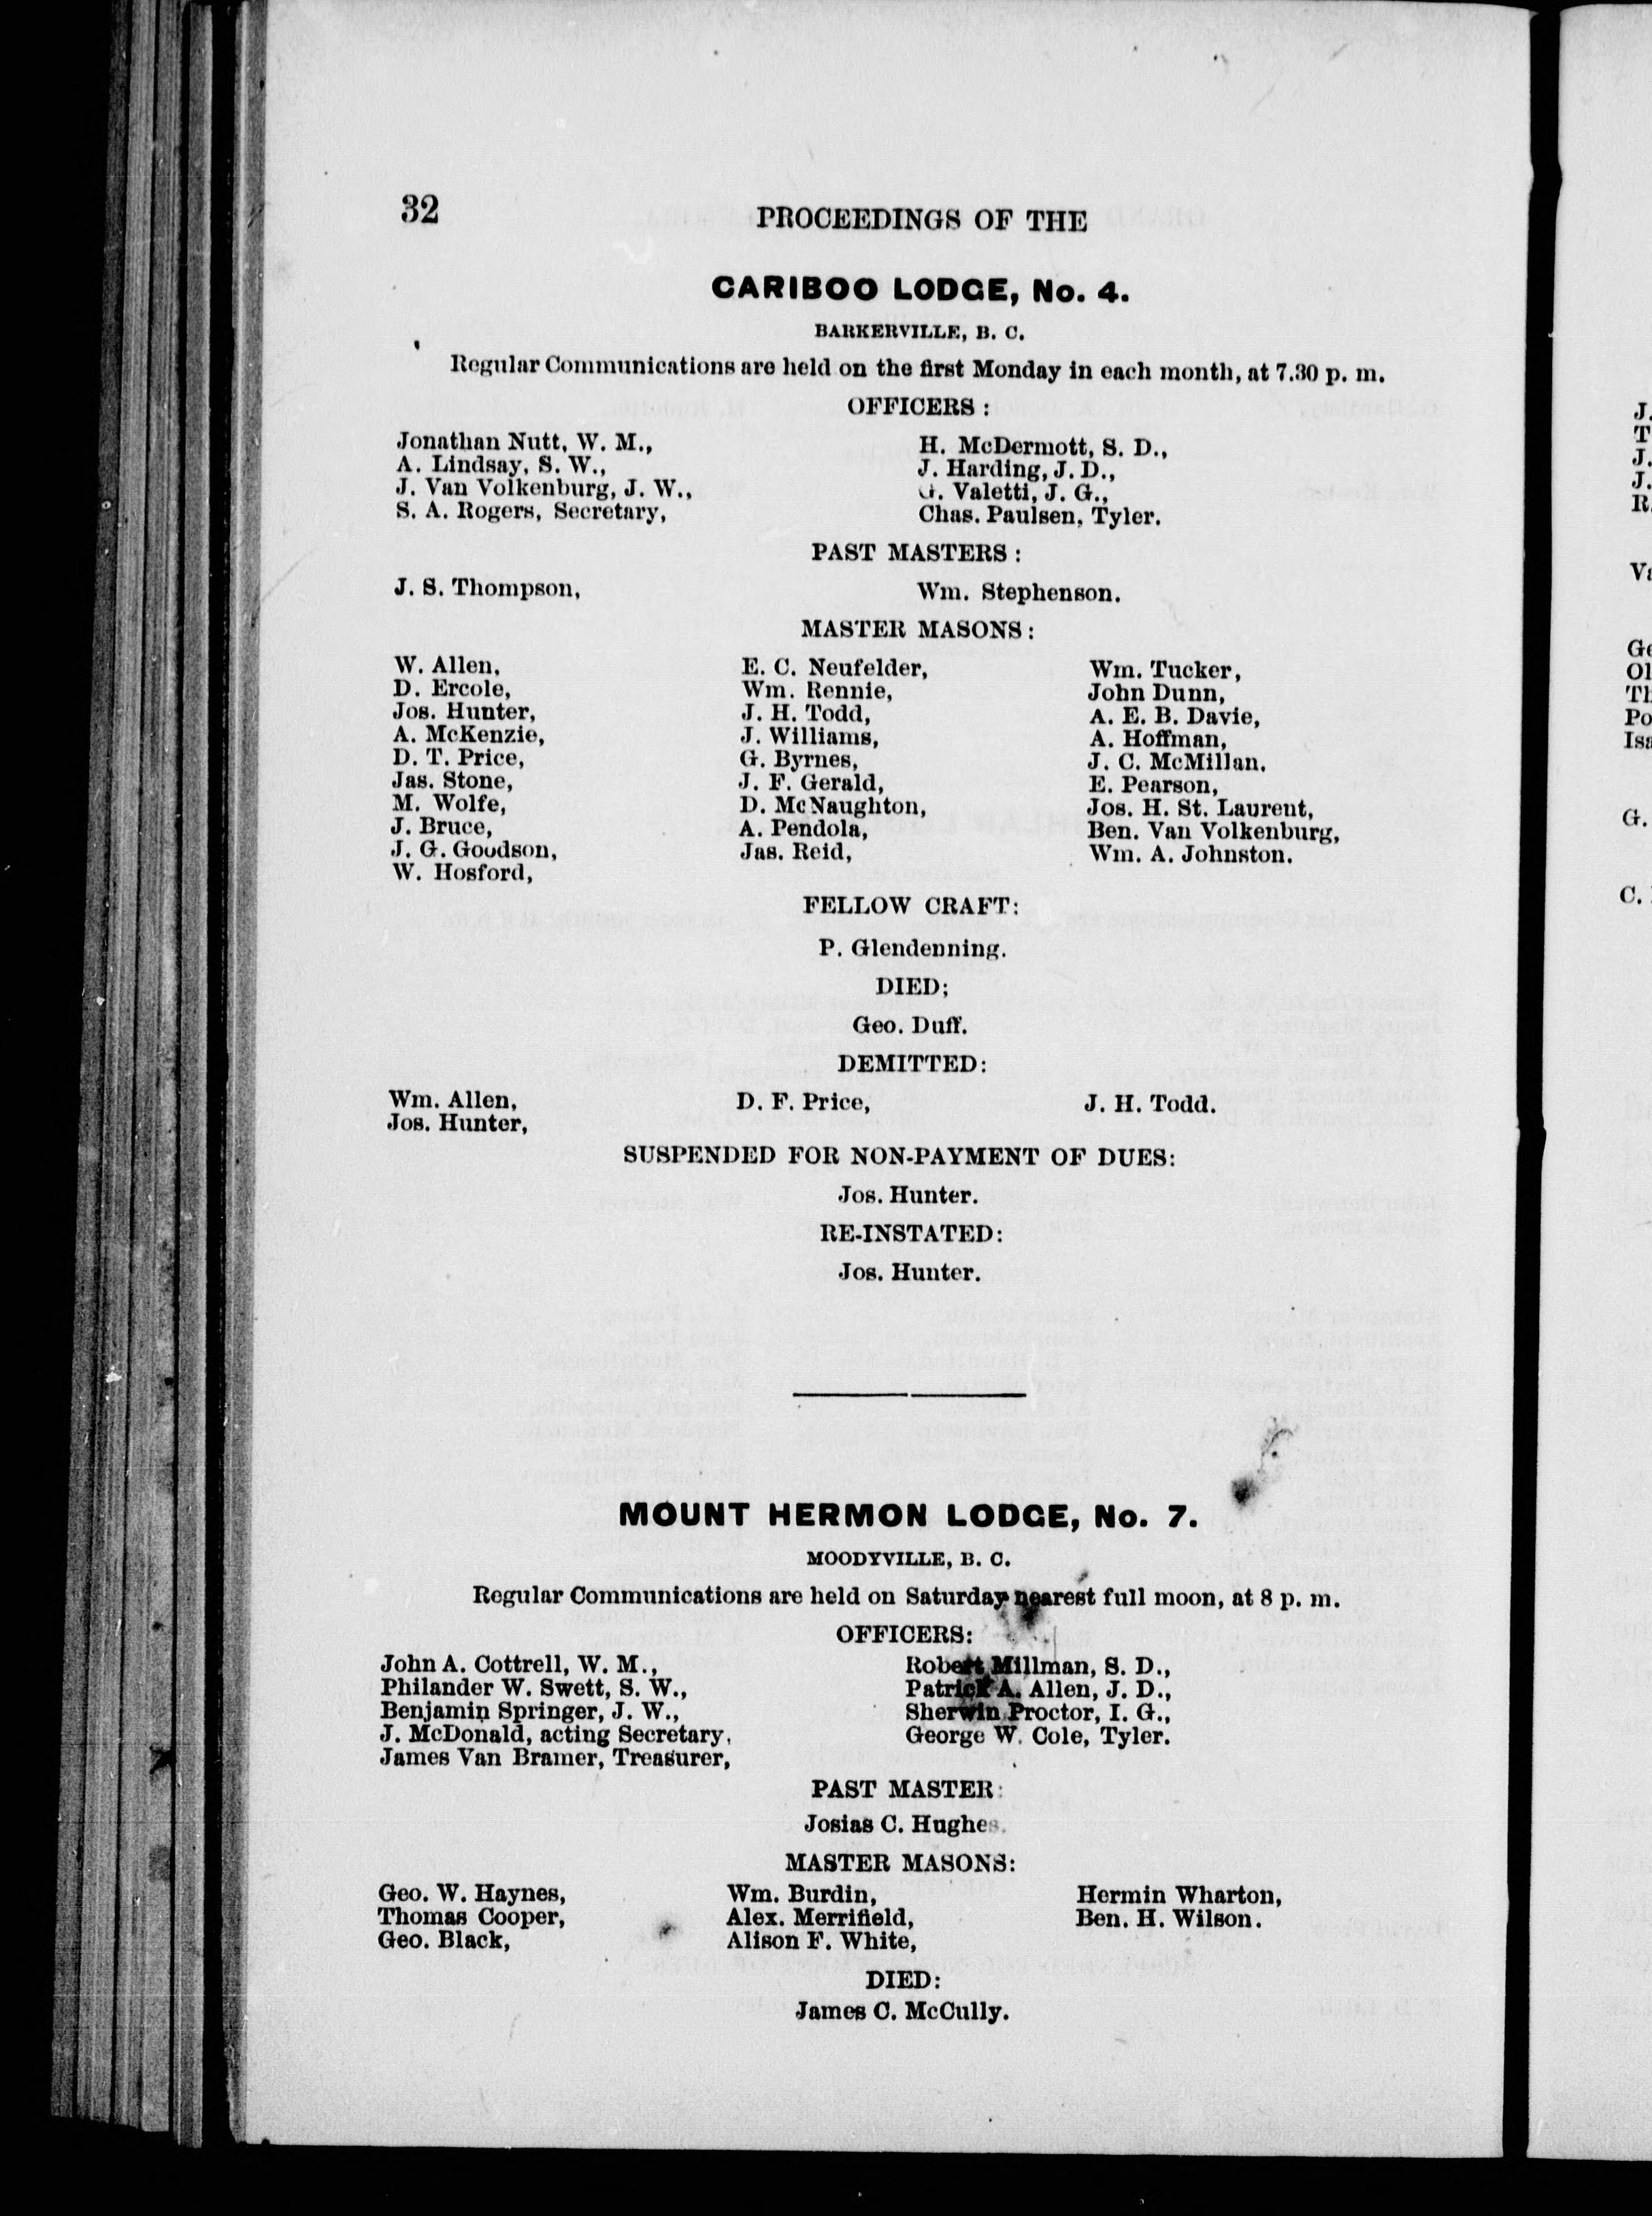 32
PROCEEDINGS OF THE
CARIBOO LODGE, No. 4.
BARKERVILLE, B. C.
Regular Communications are held on the first Monday in each month, at 7.30 p. m.
OFFICERS :
Jonathan Nutt, W. M., H. McDermott, S. D.,
A. Lindsay, S. W., J. Harding, J. D.,
J. Van Volkenburg, J. W., G. Valetti, J. G.,
S. A. Rogers, Secretary, Chas. Paulsen, Tyler.
PAST MASTERS :
J. S. Thompson, Wm. Stephenson.
MASTER MASONS :
W. Allen, E. C. Neufelder, Wm. Tucker,
D. Ercole, Wm. Rennie, John Dunn,
Jos. Hunter, J. H. Todd, A. E. B. Davie,
A. McKenzie, J. Williams, A. Hoffman,
D. T. Price, G. Byrnes, J. C. McMillan.
Jas. Stone, J. F. Gerald, E. Pearson,
M. Wolfe, D. McNaughton, Jos. H. St. Laurent,
J. Bruce, A. Pendola, Ben. Van Volkenburg,
J. G. Goodson, Jas. Reid, Wm. A. Johnston.
W. Hosford,
FELLOW CRAFT:
P. Glendenning.
DIED;
Geo. Duff.
DEMITTED:
Wm. Allen, D. F. Price, J. H. Todd.
Jos. Hunter,
SUSPENDED FOR NON-PAYMENT OF DUES:
Jos. Hunter.
RE-INSTATED:
Jos. Hunter.
MOUNT HERMON LODGE, No. 7.
MOODYVILLE, B. C.
Regular Communications are held on Saturday nearest full moon, at 8 p. m.
OFFICERS:
John A. Cottrell, W. M., Robert Millman, S. D.,
Philander W. Swett, S. W., Patrick A. Allen, J. D.,
Benjamin Springer, J. W., Sherwin Proctor, I. G.,
J. McDonald, acting Secretary, George W. Cole, Tyler.
James Van Bramer, Treasurer,
PAST MASTER:
Josias C. Hughes.
MASTER MASONS:
Geo. W. Haynes, Wm. Burdin, Hermin Wharton,
Thomas Cooper, Alex. Merrifield, Ben. H. Wilson.
Geo. Black, Alison F. White,
DIED:
James C. McCully.